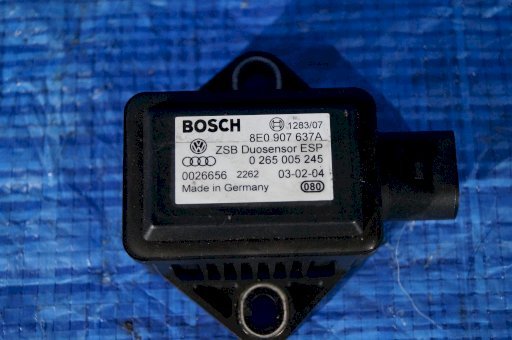 BOSCH 1283/07
8E0 907 637A
ZSB Duosensor ESP
0 265 005 245
0026656 2262 03-02-04
Made in Germany 080